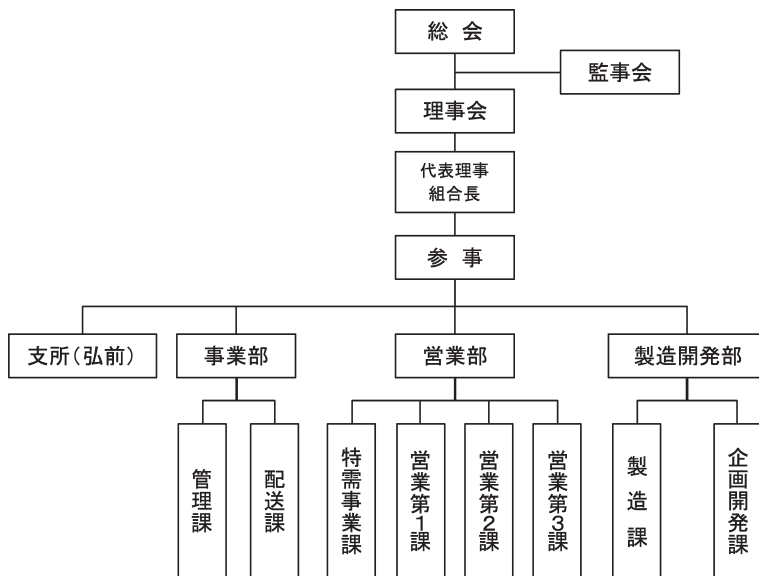 総会
監事会
理事会
代表理事
組合長
参事
支所（弘前）
事業部
営業部
製造開発部
管理課
配送課
特需事業課
営業第1課
営業第2課
営業第3課
製造課
企画開発課